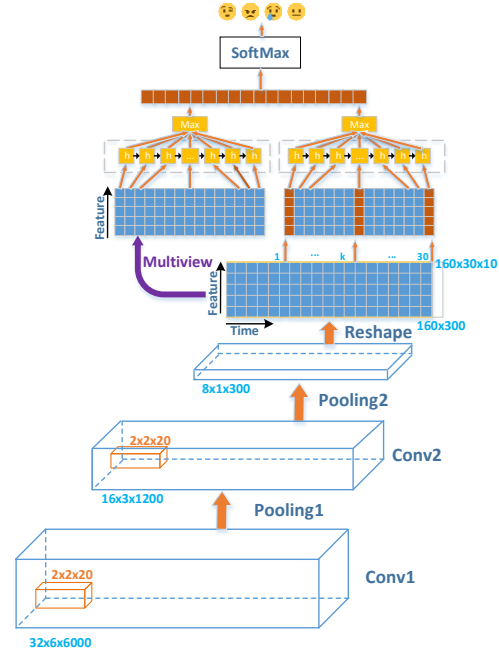 SoftMax
Max
Max
h h h ... h h h
h h h ... h h h
Feature
1 ... k ... 30
160x30x10
Multiview
Feature
Time
160x300
Reshape
8x1x300
Pooling2
2x2x20
Conv2
16x3x1200
Pooling1
2x2x20
Conv1
32x6x6000